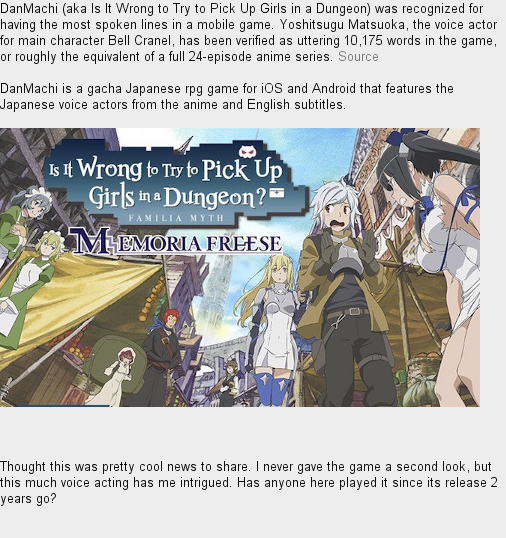 DanMachi (aka Is It Wrong to Try to Pick Up Girls in a Dungeon) was recognized for
having the most spoken lines in a mobile game. Yoshitsugu Matsuoka, the voice actor
for main character Bell Cranel, has been verified as uttering 10,175 words in the game,
or roughly the equivalent of a full 24-episode anime series. Source
DanMachi is a gacha Japanese rpg game for iOS and Android that features the
Japanese voice actors from the anime and English subtitles.
Is It Wrong to Try to Pick Up
Girls in a Dungeon?
FAMILIA MYTH
MEMORIA FREESE
Thought this was pretty cool news to share. I never gave the game a second look, but
this much voice acting has me intrigued. Has anyone here played it since its release 2
years go?